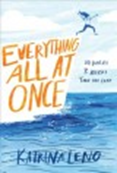 EVERYTHING
ALL AT
ONCE
KATRINA LENO